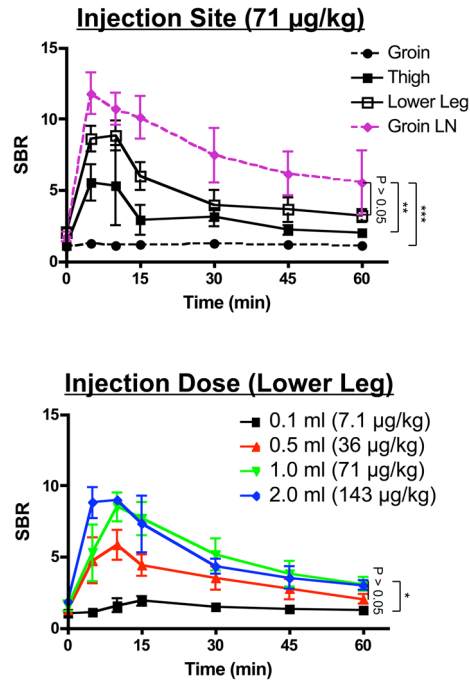 Injection Site (71 µg/kg)
Groin
Thigh
Lower Leg
Groin LN
15
10
5
0
SBR
0
15
30
45
60
Time (min)
P > 0.05
**
***
Injection Dose (Lower Leg)
0.1 ml (7.1 µg/kg)
0.5 ml (36 µg/kg)
1.0 ml (71 µg/kg)
2.0 ml (143 µg/kg)
15
10
5
0
SBR
0
15
30
45
60
Time (min)
P > 0.05
*